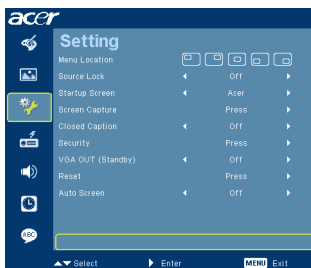 acer
Setting
Menu Location
Source Lock Off
Startup Screen Acer
Screen Capture Press
Closed Caption Off
Security Press
VGA OUT (Standby) Off
Reset Press
Auto Screen Off
ABC
Select Enter MENU Exit